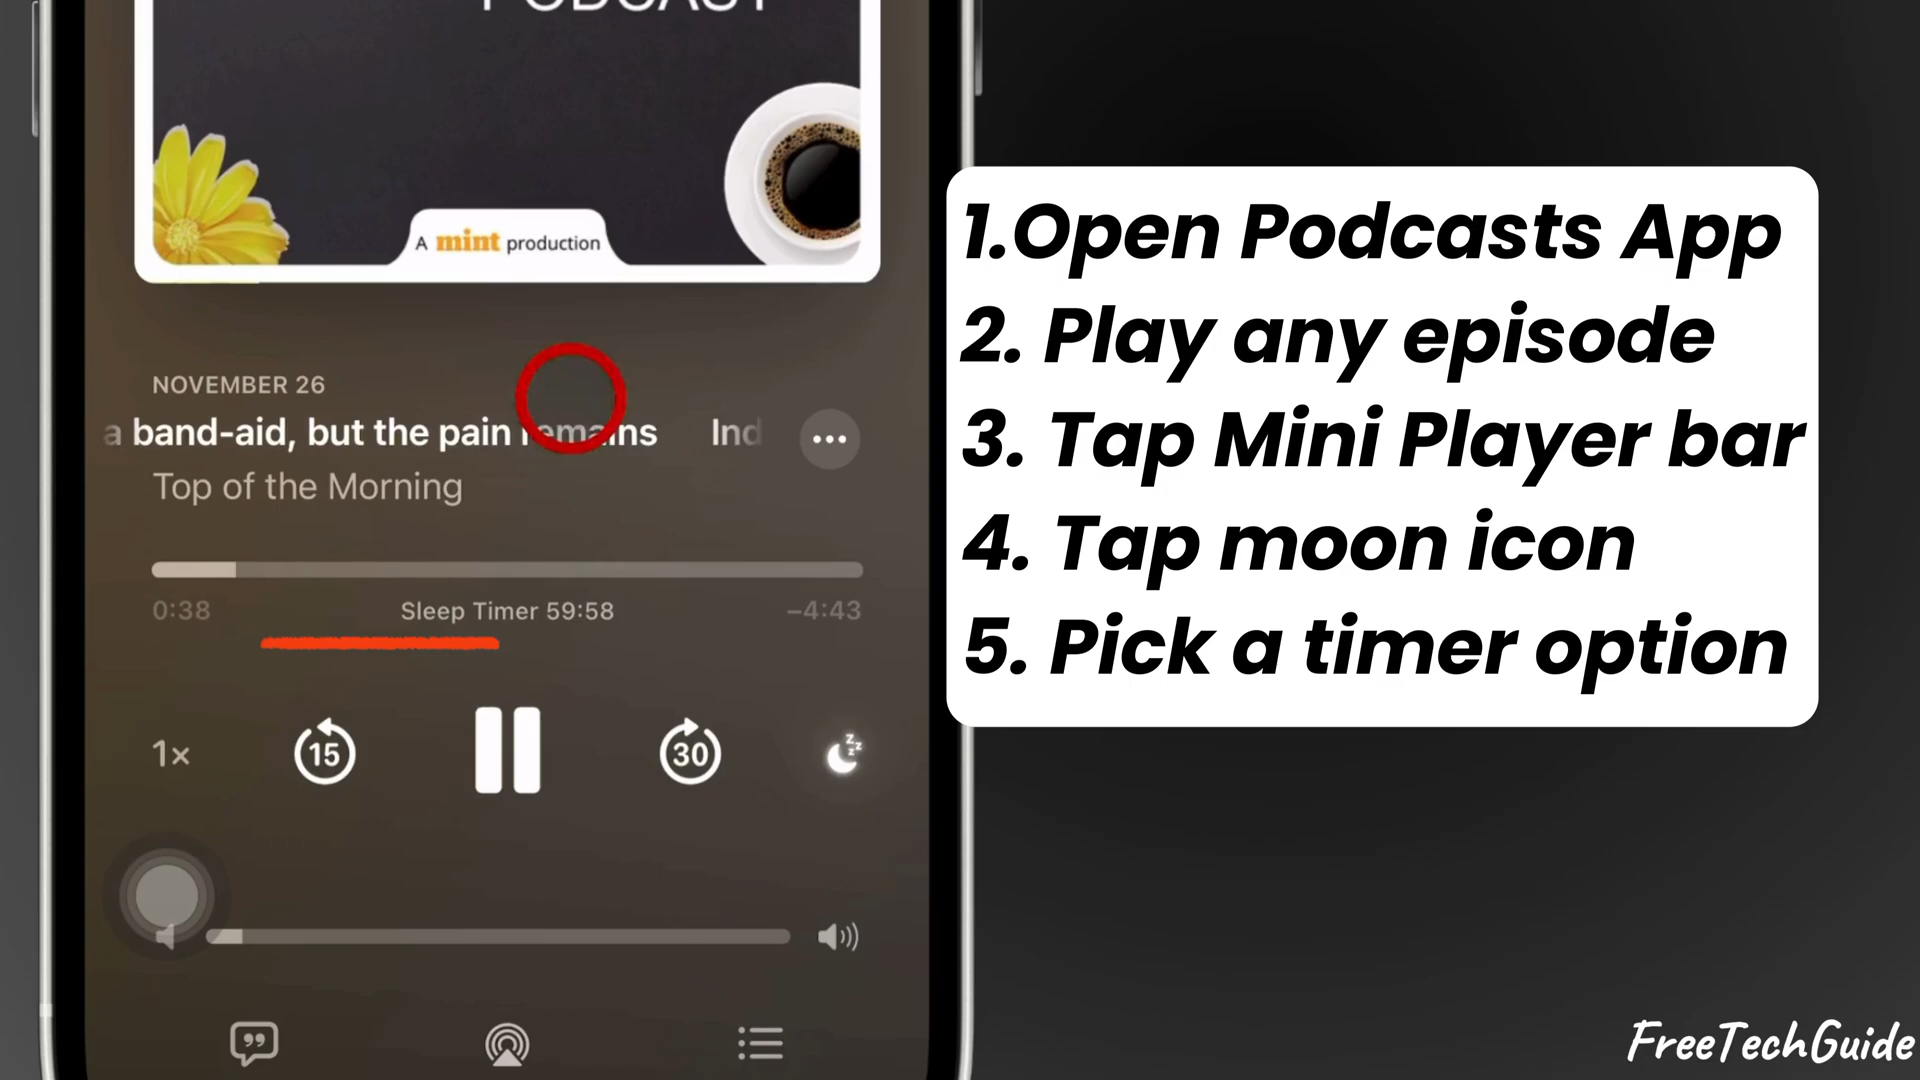 PODCAST
A mint production
NOVEMBER 26
a band-aid, but the pain remains Ind
Top of the Morning
0:38 Sleep Timer 59:58 −4:43
1× 15 30 zzz
1.Open Podcasts App
2. Play any episode
3. Tap Mini Player bar
4. Tap moon icon
5. Pick a timer option
FreeTechGuide